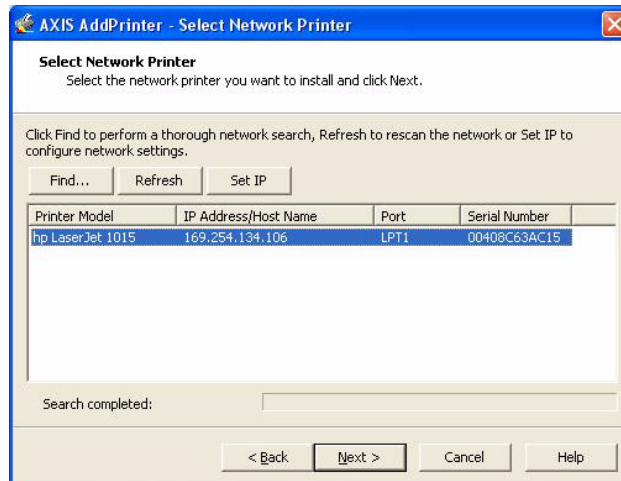 AXIS AddPrinter - Select Network Printer
Select Network Printer
Select the network printer you want to install and click Next.
Click Find to perform a thorough network search, Refresh to rescan the network or Set IP to
configure network settings.
Find... Refresh Set IP
Printer Model IP Address/Host Name Port Serial Number
hp LaserJet 1015 169.254.134.106 LPT1 00408C63AC15
Search completed:
< Back Next > Cancel Help